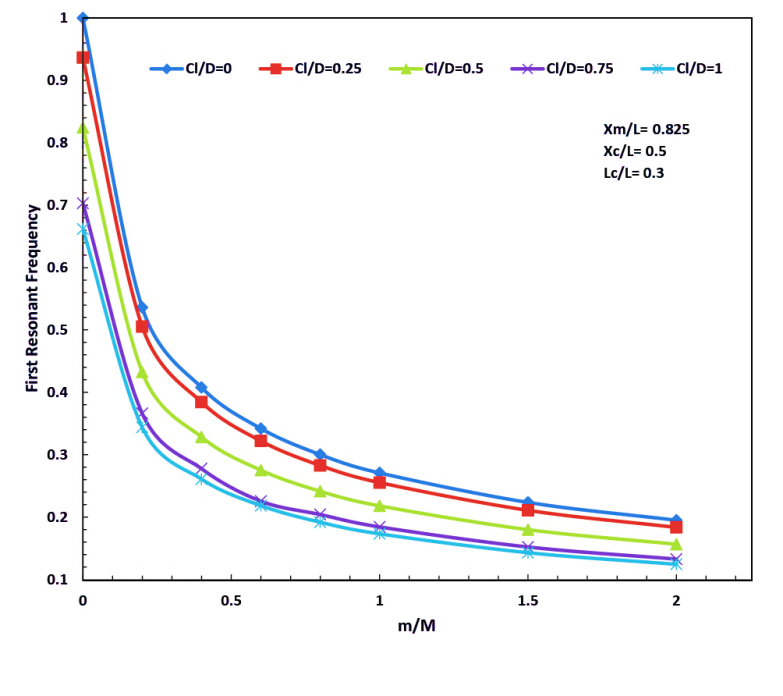 1
Cl/D=0 Cl/D=0.25 Cl/D=0.5 Cl/D=0.75 Cl/D=1
0.9
Xm/L= 0.825
0.8
Xc/L= 0.5
Lc/L= 0.3
0.7
0.6
0.5
0.4
0.3
0.2
0.1
First Resonant Frequency
0 0.5 1 1.5 2
m/M